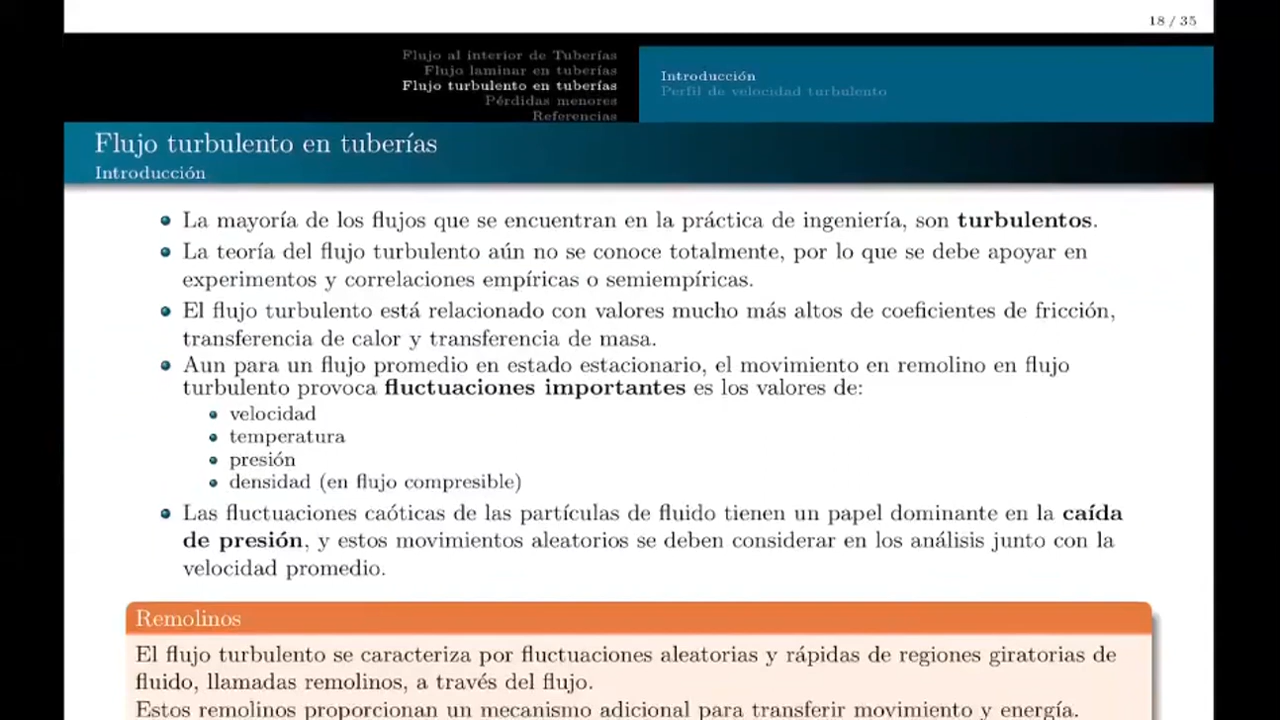 18 / 35
Flujo al interior de Tuberías
Flujo laminar en tuberías
Flujo turbulento en tuberías
Pérdidas menores
Referencias
Introducción
Perfil de velocidad turbulento
Flujo turbulento en tuberías
Introducción
La mayoría de los flujos que se encuentran en la práctica de ingeniería, son turbulentos.
La teoría del flujo turbulento aún no se conoce totalmente, por lo que se debe apoyar en
experimentos y correlaciones empíricas o semiempíricas.
El flujo turbulento está relacionado con valores mucho más altos de coeficientes de fricción,
transferencia de calor y transferencia de masa.
Aun para un flujo promedio en estado estacionario, el movimiento en remolino en flujo
turbulento provoca fluctuaciones importantes es los valores de:
velocidad
temperatura
presión
densidad (en flujo compresible)
Las fluctuaciones caóticas de las partículas de fluido tienen un papel dominante en la caída
de presión, y estos movimientos aleatorios se deben considerar en los análisis junto con la
velocidad promedio.
Remolinos
El flujo turbulento se caracteriza por fluctuaciones aleatorias y rápidas de regiones giratorias de
fluido, llamadas remolinos, a través del flujo.
Estos remolinos proporcionan un mecanismo adicional para transferir movimiento y energía.